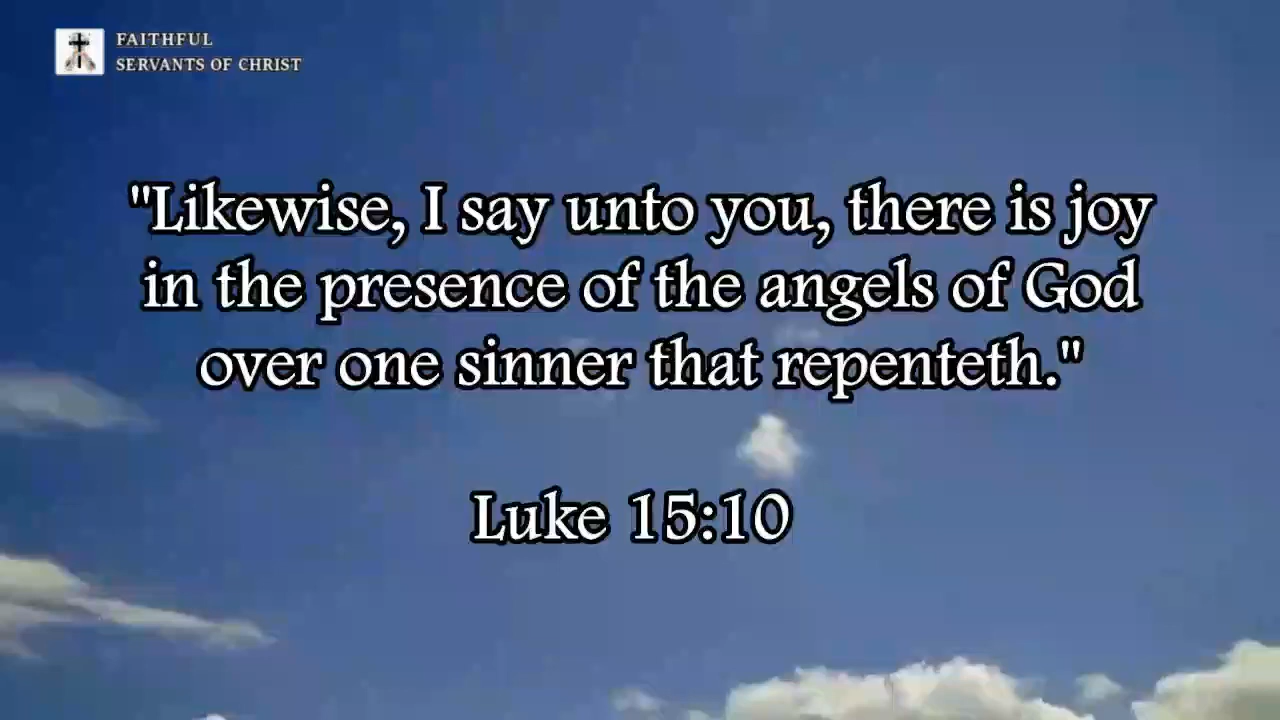 FAITHFUL
SERVANTS OF CHRIST
"Likewise, I say unto you, there is joy
in the presence of the angels of God
over one sinner that repenteth."
Luke 15:10